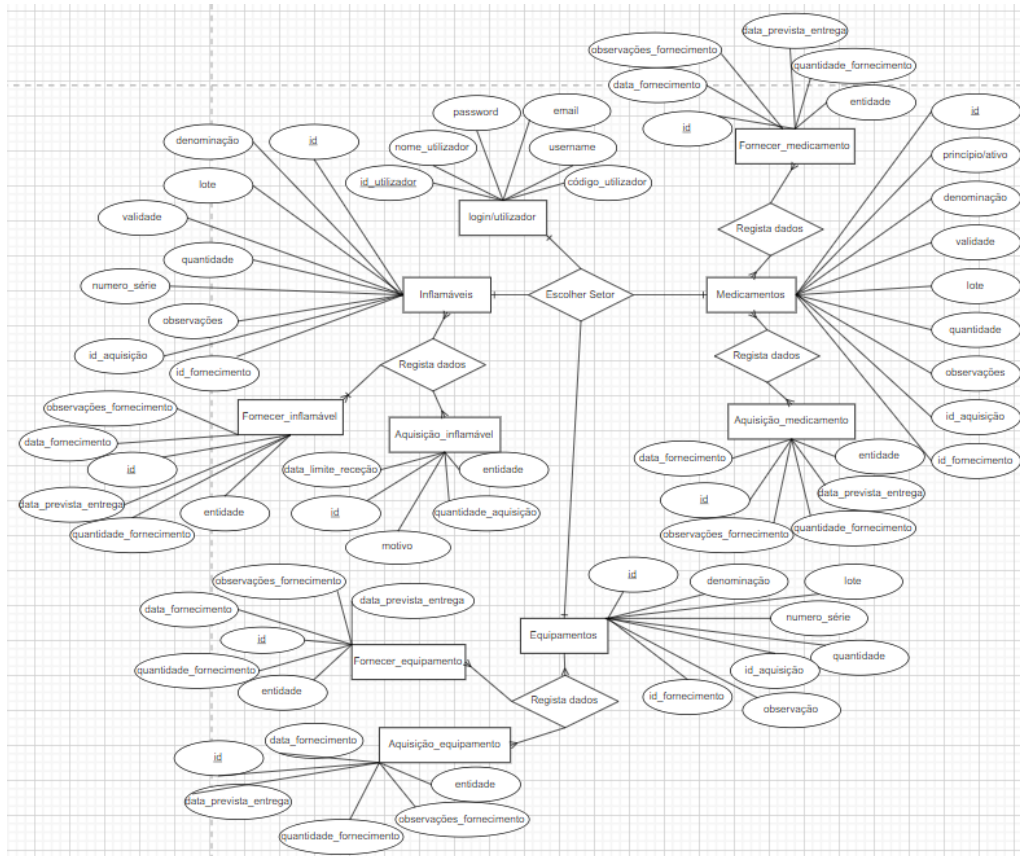 data_prevista_entrega
observações_fornecimento
quantidade_fornecimento
data_fornecimento
entidade
id
Fornecer_medicamento
password
email
nome_utilizador
username
id_utilizador
código_utilizador
login/utilizador
id
denominação
lote
validade
quantidade
numero_série
observações
id_aquisição
id_fornecimento
Inflamáveis
Escolher Setor
Regista dados
Medicamentos
id
princípio/ativo
denominação
validade
lote
quantidade
observações
id_aquisição
id_fornecimento
Regista dados
Regista dados
observações_fornecimento
Fornecer_inflamável
data_fornecimento
id
data_prevista_entrega
entidade
quantidade_fornecimento
Aquisição_inflamável
data_limite_receção
entidade
id
quantidade_aquisição
motivo
Aquisição_medicamento
data_fornecimento
entidade
id
data_prevista_entrega
observações_fornecimento
quantidade_fornecimento
observações_fornecimento
data_prevista_entrega
data_fornecimento
id
Fornecer_equipamento
quantidade_fornecimento
entidade
id
denominação
lote
numero_série
Equipamentos
quantidade
id_aquisição
id_fornecimento
observação
Regista dados
data_fornecimento
Aquisição_equipamento
id
entidade
data_prevista_entrega
observações_fornecimento
quantidade_fornecimento